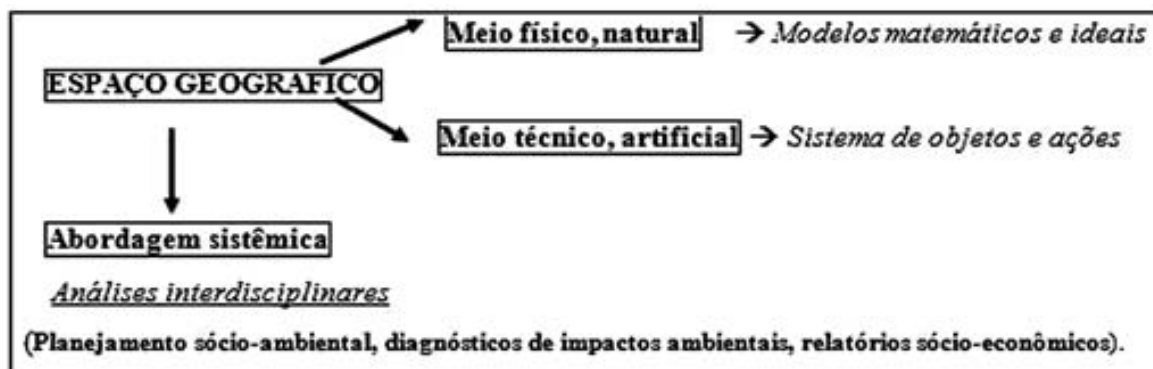 Meio físico, natural → Modelos matemáticos e ideais
ESPAÇO GEOGRAFICO
Meio técnico, artificial → Sistema de objetos e ações
Abordagem sistêmica
Análises interdisciplinares
(Planejamento sócio-ambiental, diagnósticos de impactos ambientais, relatórios sócio-econômicos).